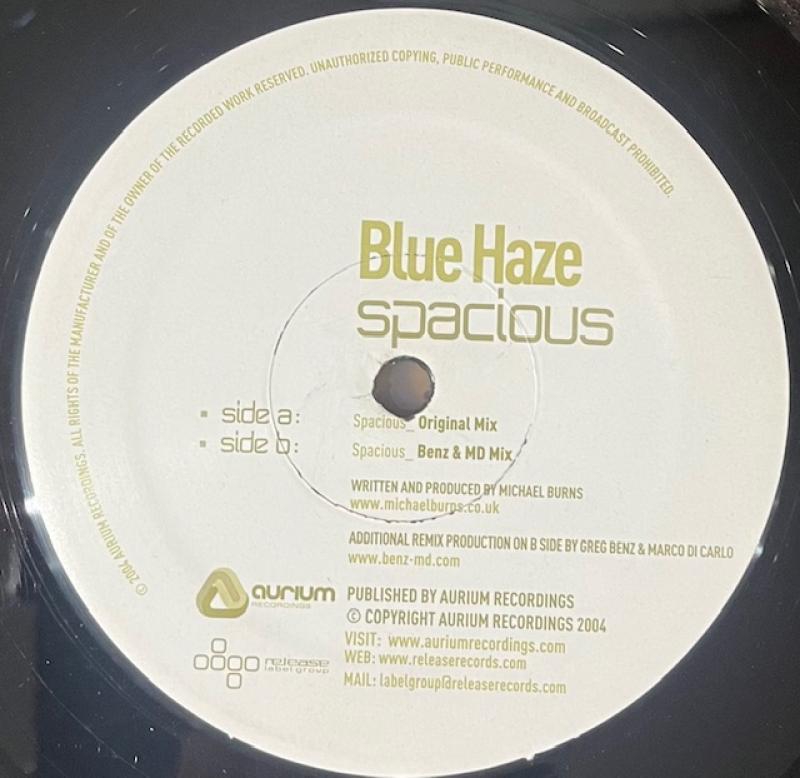 ℗ 2004 AURIUM RECORDINGS. ALL RIGHTS OF THE MANUFACTURER AND OF THE OWNER OF THE RECORDED WORK RESERVED. UNAUTHORIZED COPYING, PUBLIC PERFORMANCE AND BROADCAST PROHIBITED.
Blue Haze
spacious
▪ side a: Spacious_ Original Mix
▪ side b: Spacious_ Benz & MD Mix
WRITTEN AND PRODUCED BY MICHAEL BURNS
www.michaelburns.co.uk
ADDITIONAL REMIX PRODUCTION ON B SIDE BY GREG BENZ & MARCO DI CARLO
www.benz-md.com
aurium
RECORDINGS
PUBLISHED BY AURIUM RECORDINGS
© COPYRIGHT AURIUM RECORDINGS 2004
VISIT: www.auriumrecordings.com
release
label group
WEB: www.releaserecords.com
MAIL: labelgroup@releaserecords.com